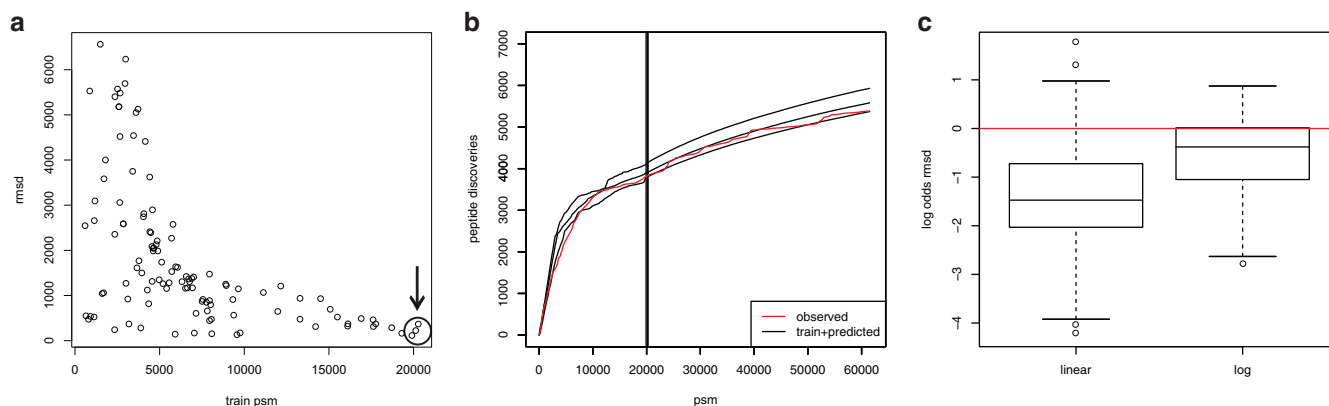 a
rmsd
6000
5000
4000
3000
2000
1000
0
0 5000 10000 15000 20000
train psm
b
peptide discoveries
7000
6000
5000
4000
3000
2000
1000
0
observed
train+predicted
0 10000 20000 30000 40000 50000 60000
psm
c
log odds rmsd
1
0
−1
−2
−3
−4
linear log